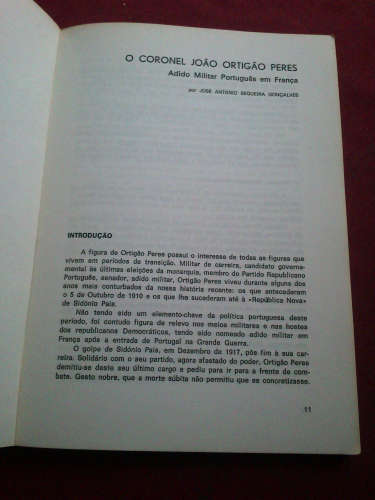 O CORONEL JOÃO ORTIGÃO PERES
Adido Militar Português em França
por JOSÉ ANTÓNIO SEQUEIRA GONÇALVES
INTRODUÇÃO
A figura de Ortigão Peres possui o interesse de todas as figuras que
vivem em períodos de transição. Militar de carreira, candidato governa-
mental às últimas eleições da monarquia, membro do Partido Republicano
Português, senador, adido militar, Ortigão Peres viveu durante alguns dos
anos mais conturbados da nossa história recente: os que antecederam
o 5 de Outubro de 1910 e os que lhe sucederam até à «República Nova»
de Sidónio Pais.
Não tendo sido um elemento-chave da política portuguesa deste
período, foi contudo figura de relevo nos meios militares e nas hostes
dos republicanos Democráticos, tendo sido nomeado adido militar em
França após a entrada de Portugal na Grande Guerra.
O golpe de Sidónio Pais, em Dezembro de 1917, pôs fim à sua car-
reira. Solidário com o seu partido, agora afastado do poder, Ortigão Peres
demitiu-se deste seu último cargo e pediu para ir para a frente de com-
bate. Gesto nobre, que a morte súbita não permitiu que se concretizasse.
11